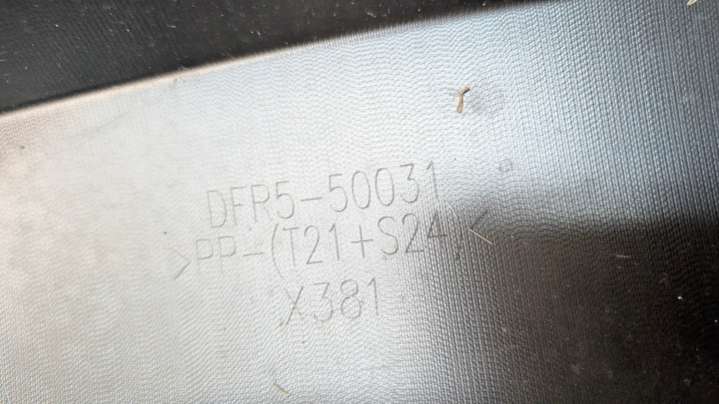 DFR5-50031
>PP-(T21+S24)<
X381